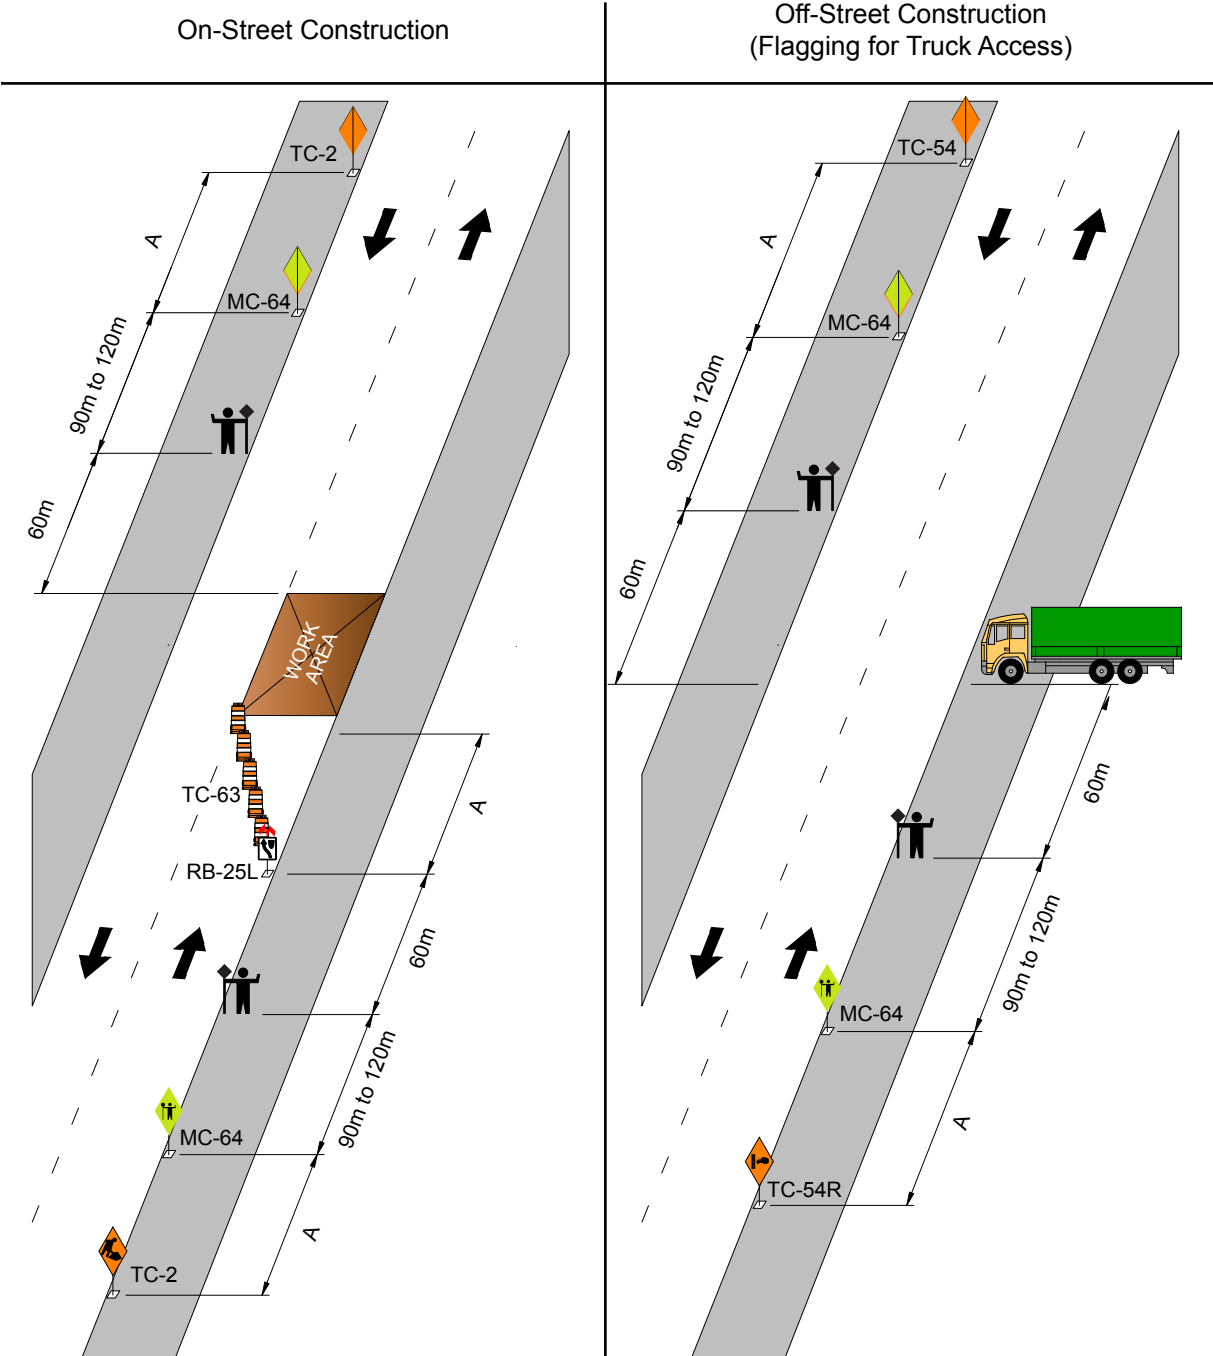 On-Street Construction
TC-2
A
MC-64
90m to 120m
60m
WORK
AREA
TC-63
A
RB-25L
60m
90m to 120m
MC-64
A
TC-2
Off-Street Construction
(Flagging for Truck Access)
TC-54
A
MC-64
90m to 120m
60m
60m
90m to 120m
MC-64
A
TC-54R